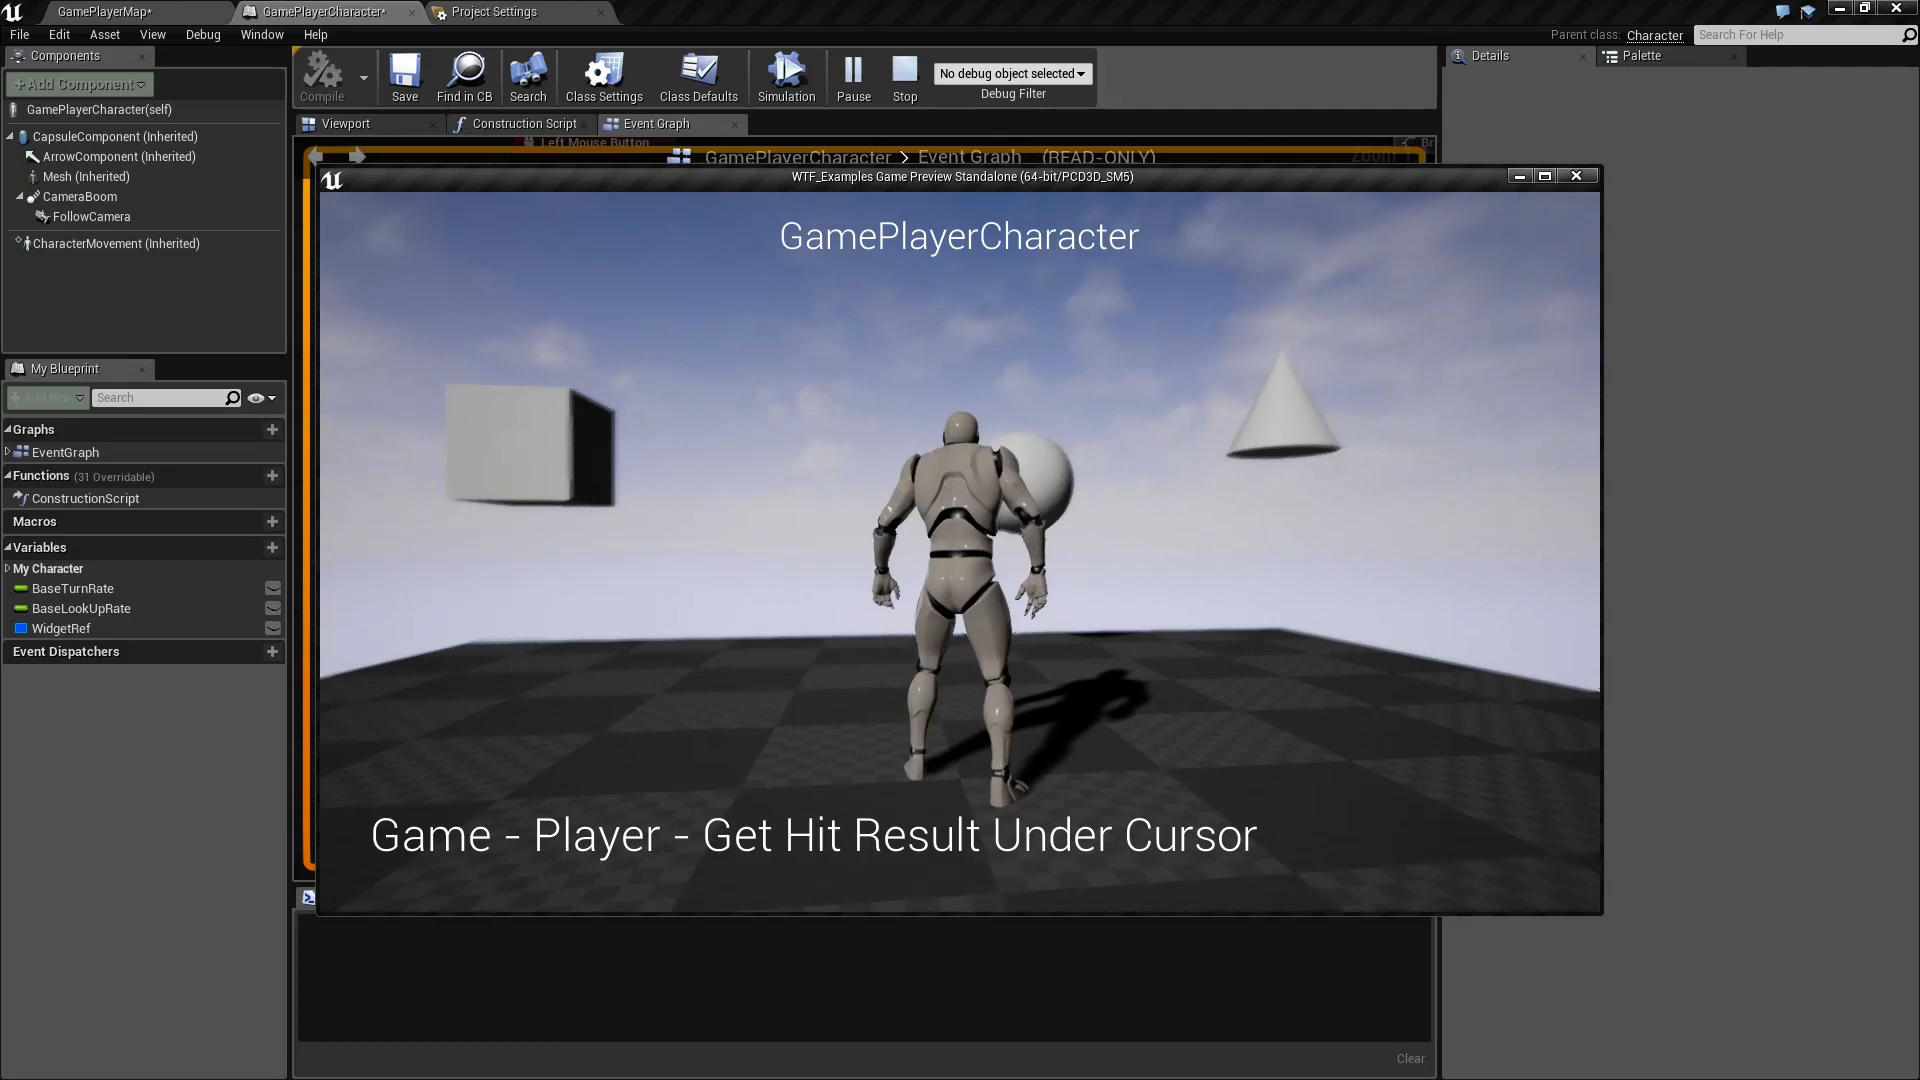 GamePlayerMap*
GamePlayerCharacter*
Project Settings
File Edit Asset View Debug Window Help
Parent class: Character
Search For Help
Components
Add Component
GamePlayerCharacter(self)
CapsuleComponent (Inherited)
ArrowComponent (Inherited)
Mesh (Inherited)
CameraBoom
FollowCamera
CharacterMovement (Inherited)
My Blueprint
Add New
Search
Graphs
EventGraph
Functions (31 Overridable)
ConstructionScript
Macros
Variables
My Character
BaseTurnRate
BaseLookUpRate
WidgetRef
Event Dispatchers
Compile Save Find in CB Search Class Settings Class Defaults Simulation Pause Stop
No debug object selected
Debug Filter
Viewport Construction Script Event Graph
Left Mouse Button
Br
GamePlayerCharacter > Event Graph (READ-ONLY)
WTF_Examples Game Preview Standalone (64-bit/PCD3D_SM5)
GamePlayerCharacter
Game - Player - Get Hit Result Under Cursor
Clear
Details
Palette